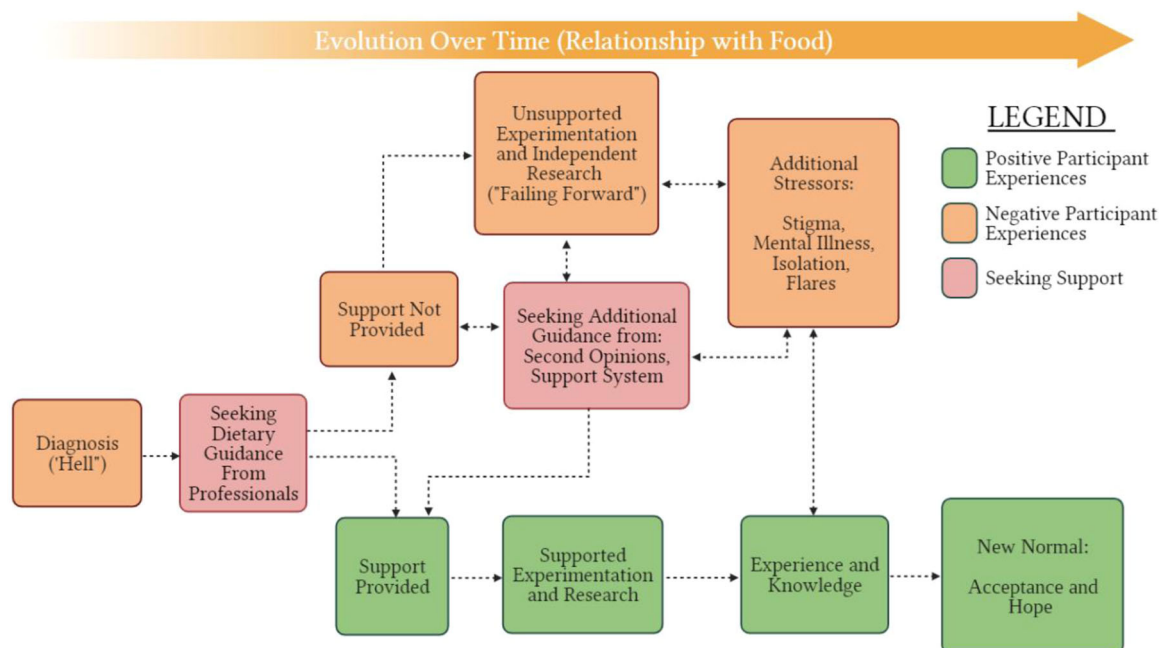 Evolution Over Time (Relationship with Food)
Unsupported
Experimentation
and Independent
Research
("Failing Forward")
Additional
Stressors:
Stigma,
Mental Illness,
Isolation,
Flares
LEGEND
Positive Participant
Experiences
Negative Participant
Experiences
Seeking Support
Support Not
Provided
Seeking Additional
Guidance from:
Second Opinions,
Support System
Diagnosis
('Hell")
Seeking
Dietary
Guidance
From
Professionals
Support
Provided
Supported
Experimentation
and Research
Experience and
Knowledge
New Normal:
Acceptance and
Hope